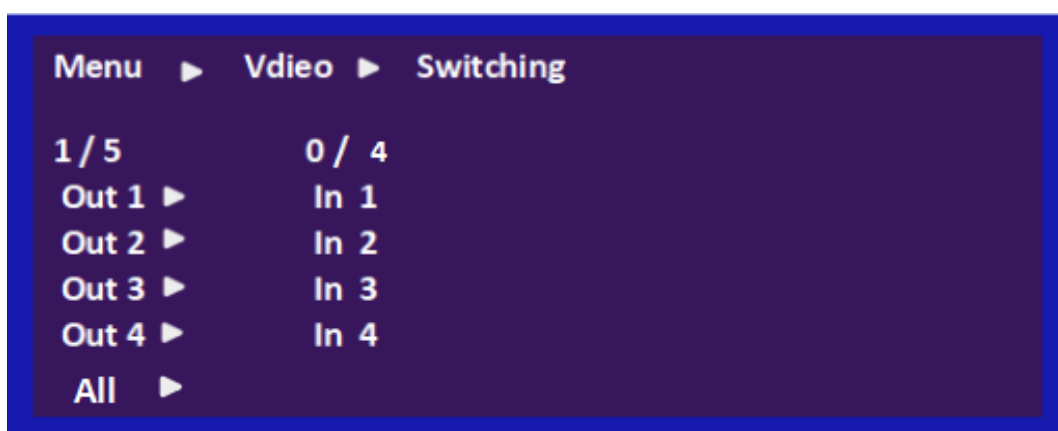 Menu ► Vdieo ► Switching
1 / 5 0 / 4
Out 1 ► In 1
Out 2 ► In 2
Out 3 ► In 3
Out 4 ► In 4
All ►